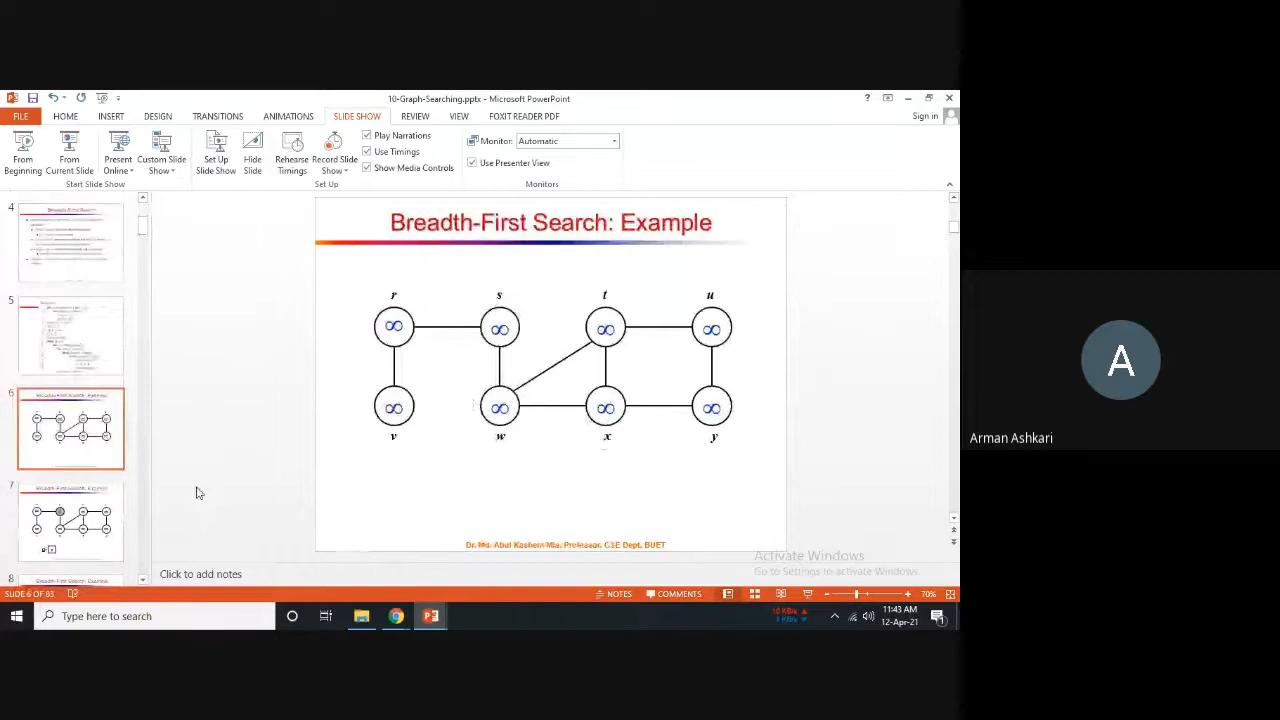 10-Graph-Searching.pptx - Microsoft PowerPoint
?
Sign in
FILE HOME INSERT DESIGN TRANSITIONS ANIMATIONS SLIDE SHOW REVIEW VIEW FOXIT READER PDF
From Beginning
From Current Slide
Present Online
Custom Slide Show
Set Up Slide Show
Hide Slide
Rehearse Timings
Record Slide Show
Play Narrations
Use Timings
Show Media Controls
Monitor: Automatic
Use Presenter View
Start Slide Show Set Up Monitors
4
5
6
7
8
Breadth-First Search: Example
r s t u
∞ ∞ ∞ ∞
∞ ∞ ∞ ∞
v w x y
Dr. Md. Abul Kashem Mia, Professor, CSE Dept, BUET
Activate Windows
Go to Settings to activate Windows.
Click to add notes
SLIDE 6 OF 83 NOTES COMMENTS 70%
Type here to search
11:43 AM
12-Apr-21
A
Arman Ashkari